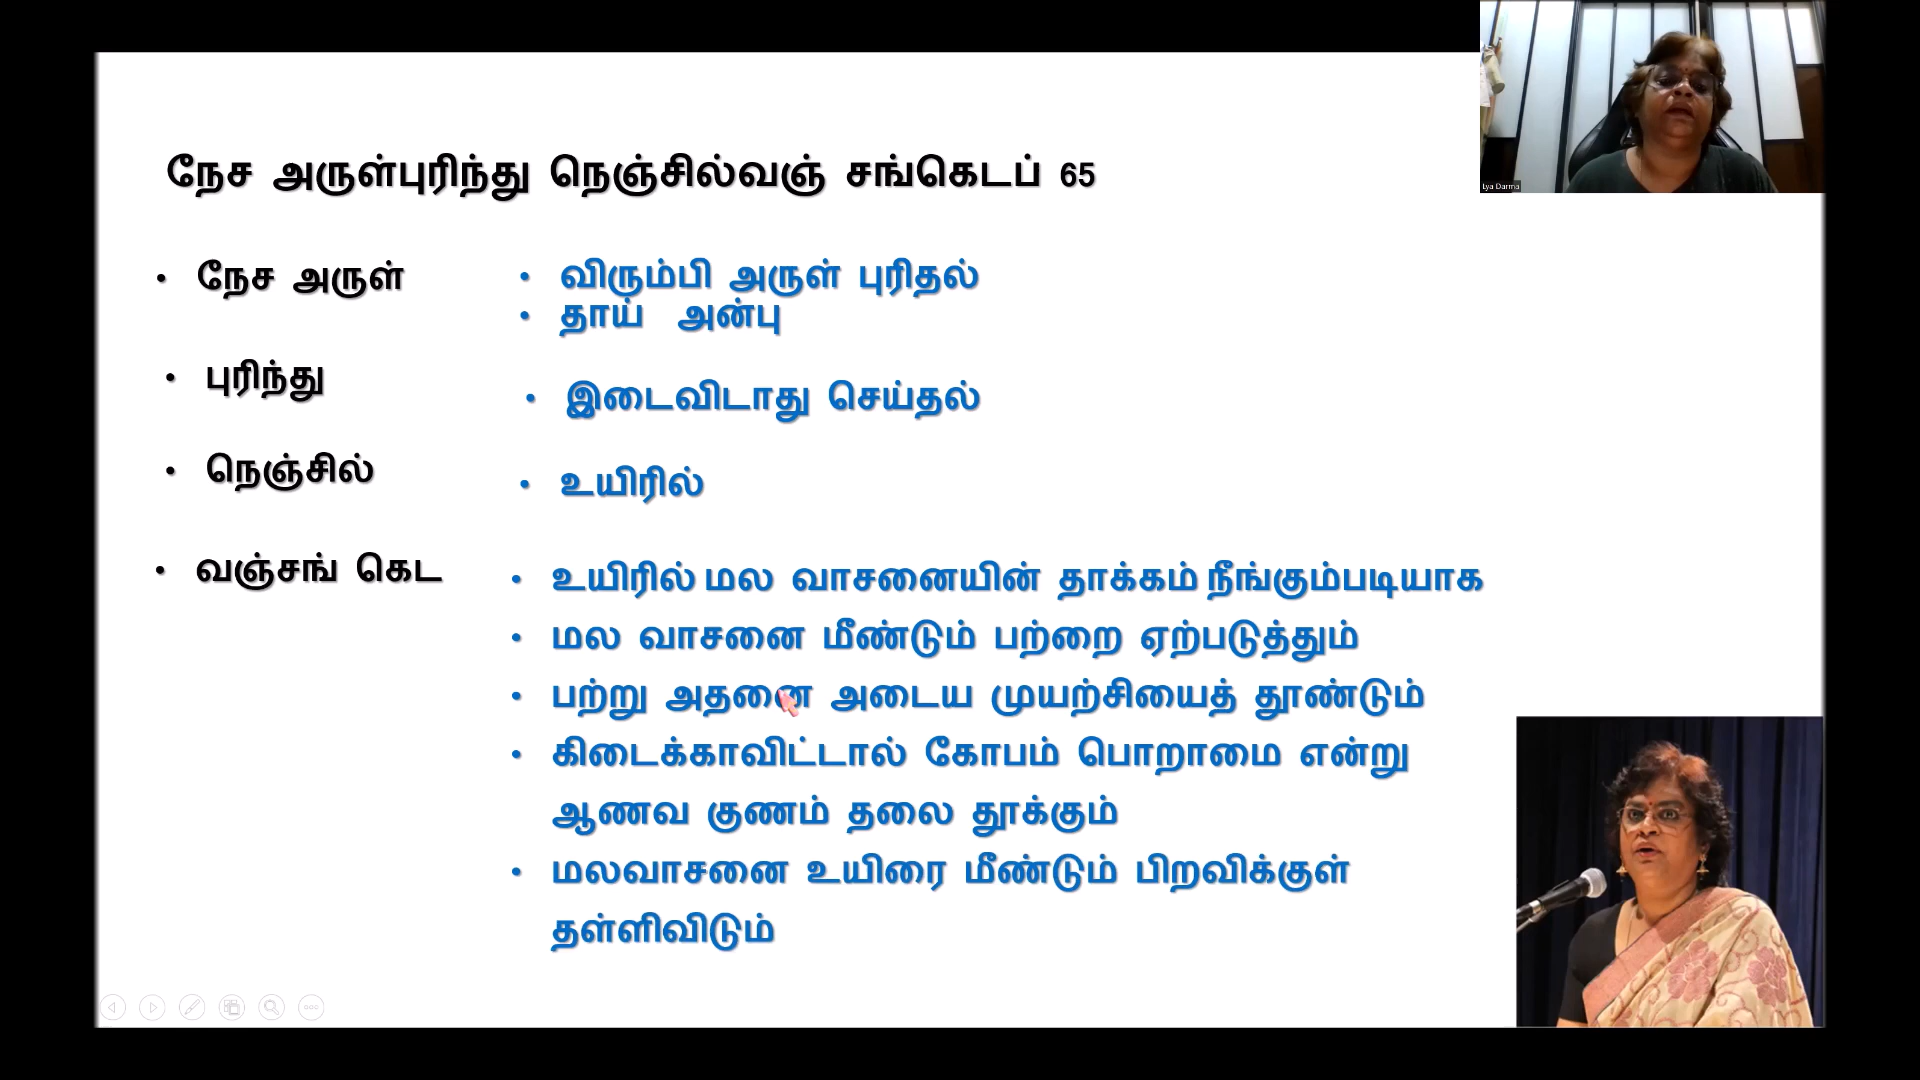 நேச அருள்புரிந்து நெஞ்சில்வஞ் சங்கெடப் 65
• நேச அருள்
• விரும்பி அருள் புரிதல்
• தாய் அன்பு
• புரிந்து
• இடைவிடாது செய்தல்
• நெஞ்சில்
• உயிரில்
• வஞ்சங் கெட
• உயிரில் மல வாசனையின் தாக்கம் நீங்கும்படியாக
• மல வாசனை மீண்டும் பற்றை ஏற்படுத்தும்
• பற்று அதனை அடைய முயற்சியைத் தூண்டும்
• கிடைக்காவிட்டால் கோபம் பொறாமை என்று
ஆணவ குணம் தலை தூக்கும்
• மலவாசனை உயிரை மீண்டும் பிறவிக்குள்
தள்ளிவிடும்
Lya Darma